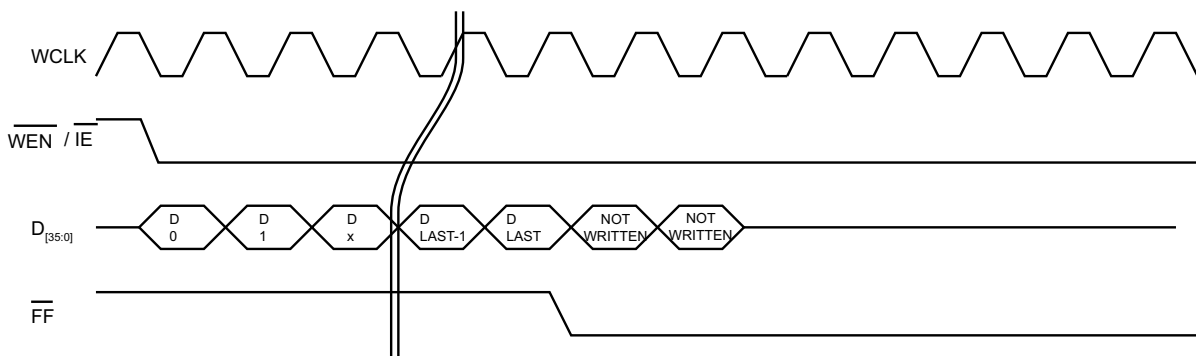 WCLK
WEN / IE
D[35:0]
D
0
D
1
D
x
D
LAST-1
D
LAST
NOT
WRITTEN
NOT
WRITTEN
FF